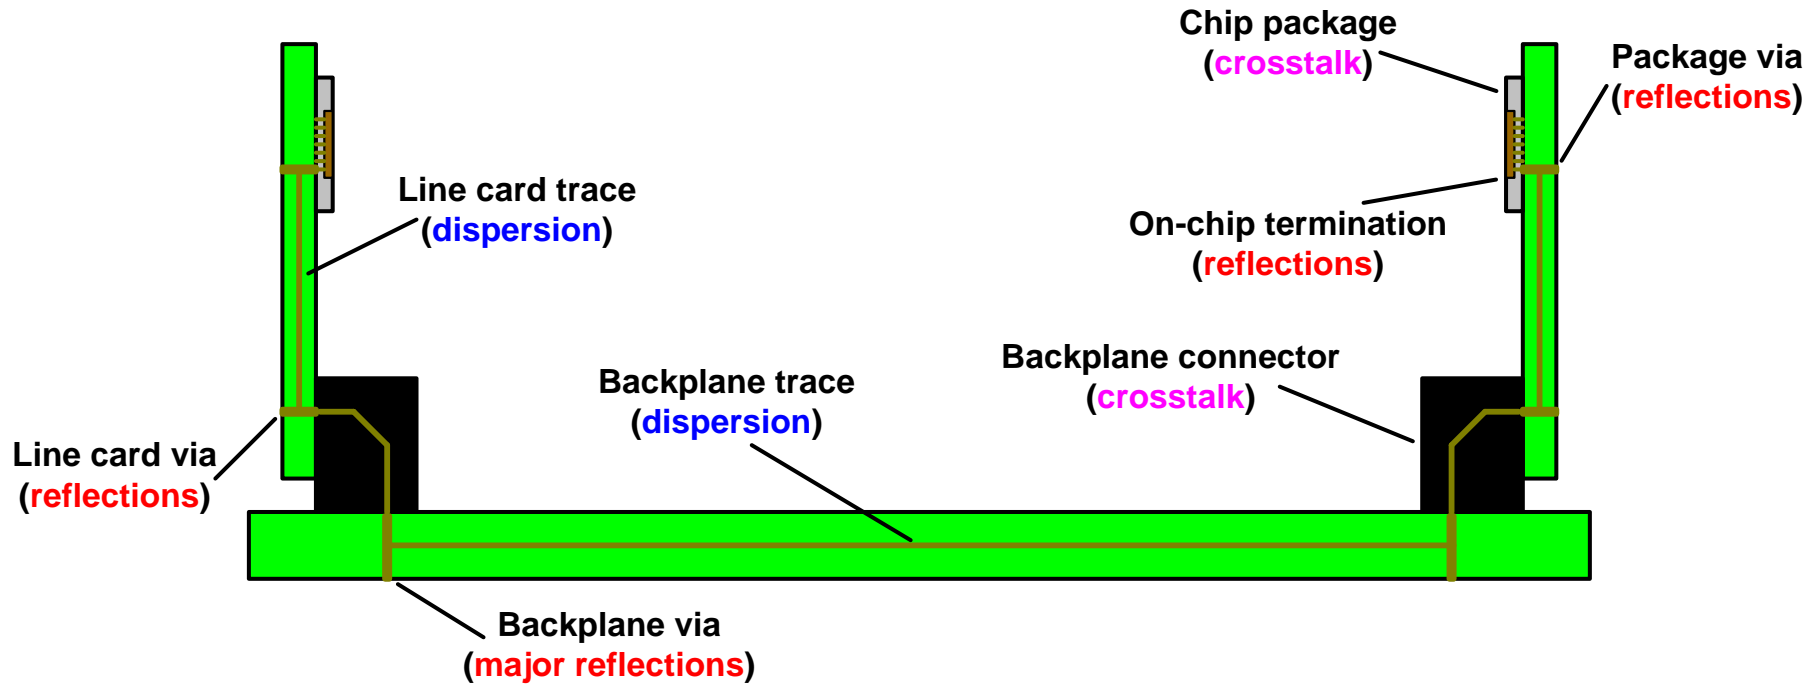 Chip package
(crosstalk)
Package via
(reflections)
Line card trace
(dispersion)
On-chip termination
(reflections)
Backplane connector
(crosstalk)
Backplane trace
(dispersion)
Line card via
(reflections)
Backplane via
(major reflections)